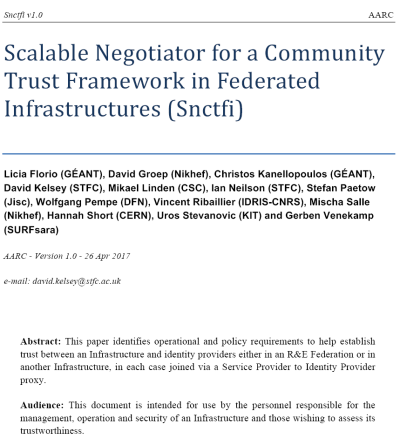 Snctfi v1.0 AARC
Scalable Negotiator for a Community
Trust Framework in Federated
Infrastructures (Snctfi)
Licia Florio (GÉANT), David Groep (Nikhef), Christos Kanellopoulos (GÉANT),
David Kelsey (STFC), Mikael Linden (CSC), Ian Neilson (STFC), Stefan Paetow
(Jisc), Wolfgang Pempe (DFN), Vincent Ribaillier (IDRIS-CNRS), Mischa Salle
(Nikhef), Hannah Short (CERN), Uros Stevanovic (KIT) and Gerben Venekamp
(SURFsara)
AARC - Version 1.0 - 26 Apr 2017
e-mail: david.kelsey@stfc.ac.uk
Abstract: This paper identifies operational and policy requirements to help establish
trust between an Infrastructure and identity providers either in an R&E Federation or in
another Infrastructure, in each case joined via a Service Provider to Identity Provider
proxy.
Audience: This document is intended for use by the personnel responsible for the
management, operation and security of an Infrastructure and those wishing to assess its
trustworthiness.